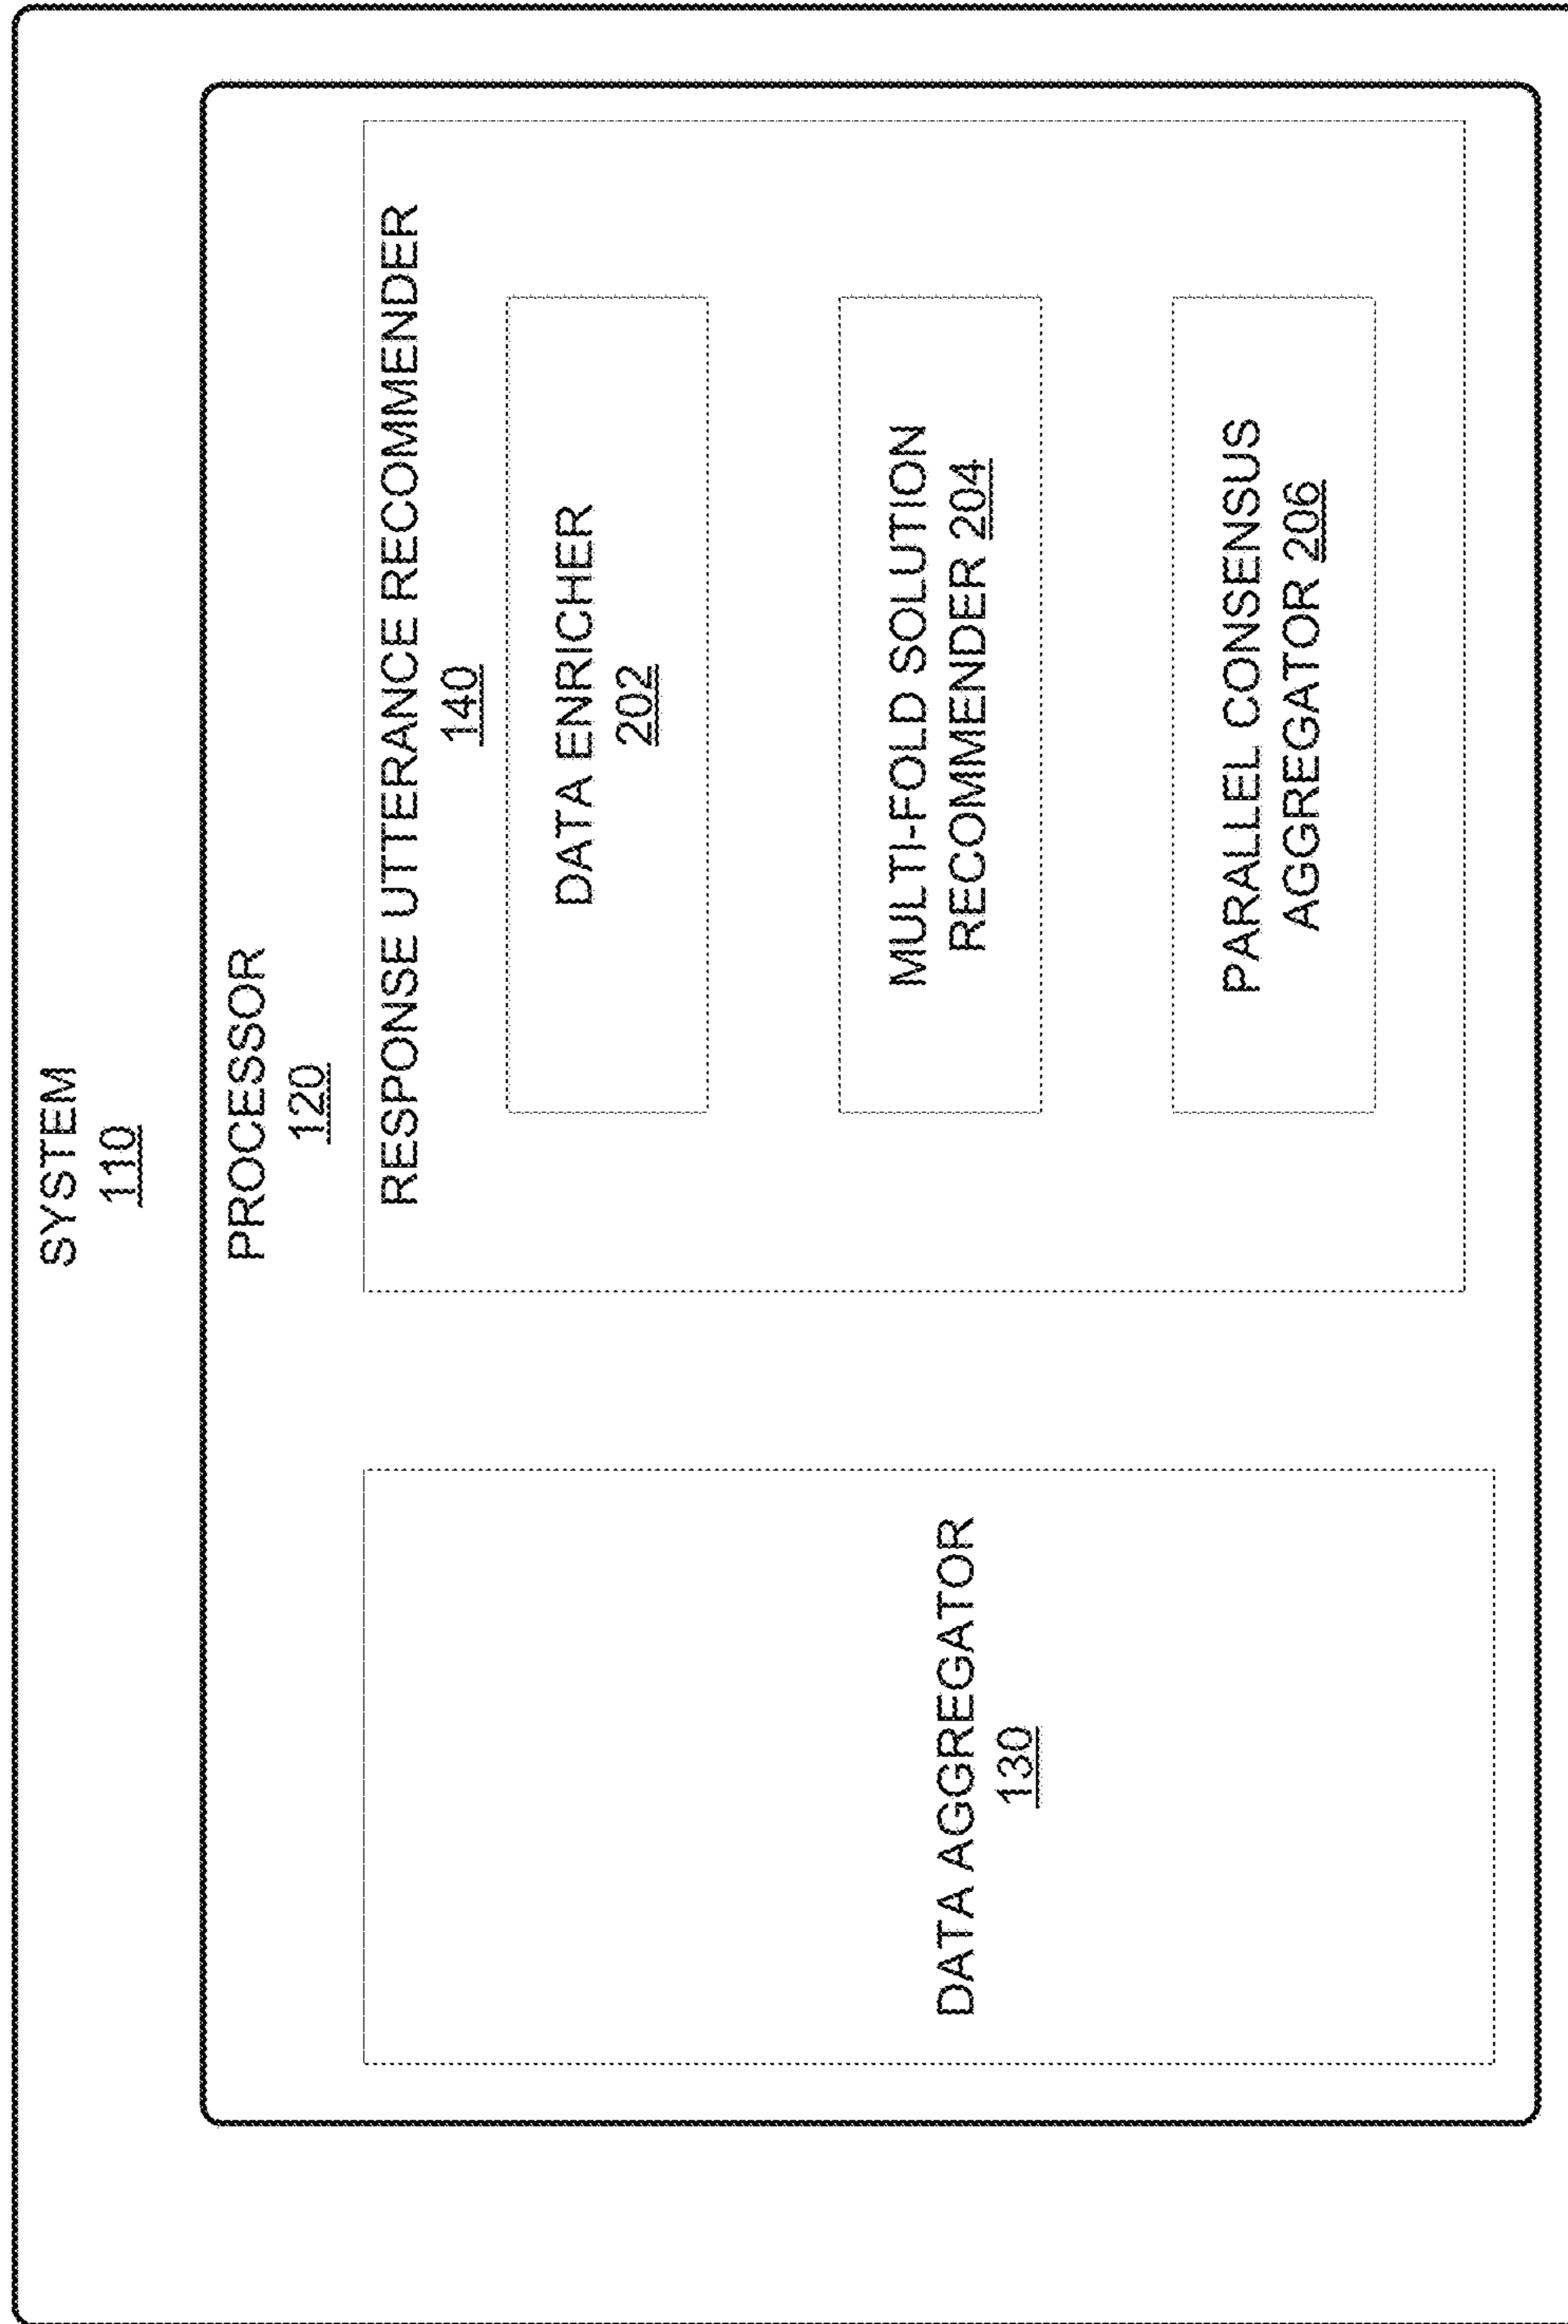 SYSTEM
110
PROCESSOR
120
DATA AGGREGATOR
130
RESPONSE UTTERANCE RECOMMENDER
140
DATA ENRICHER
202
MULTI-FOLD SOLUTION
RECOMMENDER 204
PARALLEL CONSENSUS
AGGREGATOR 206